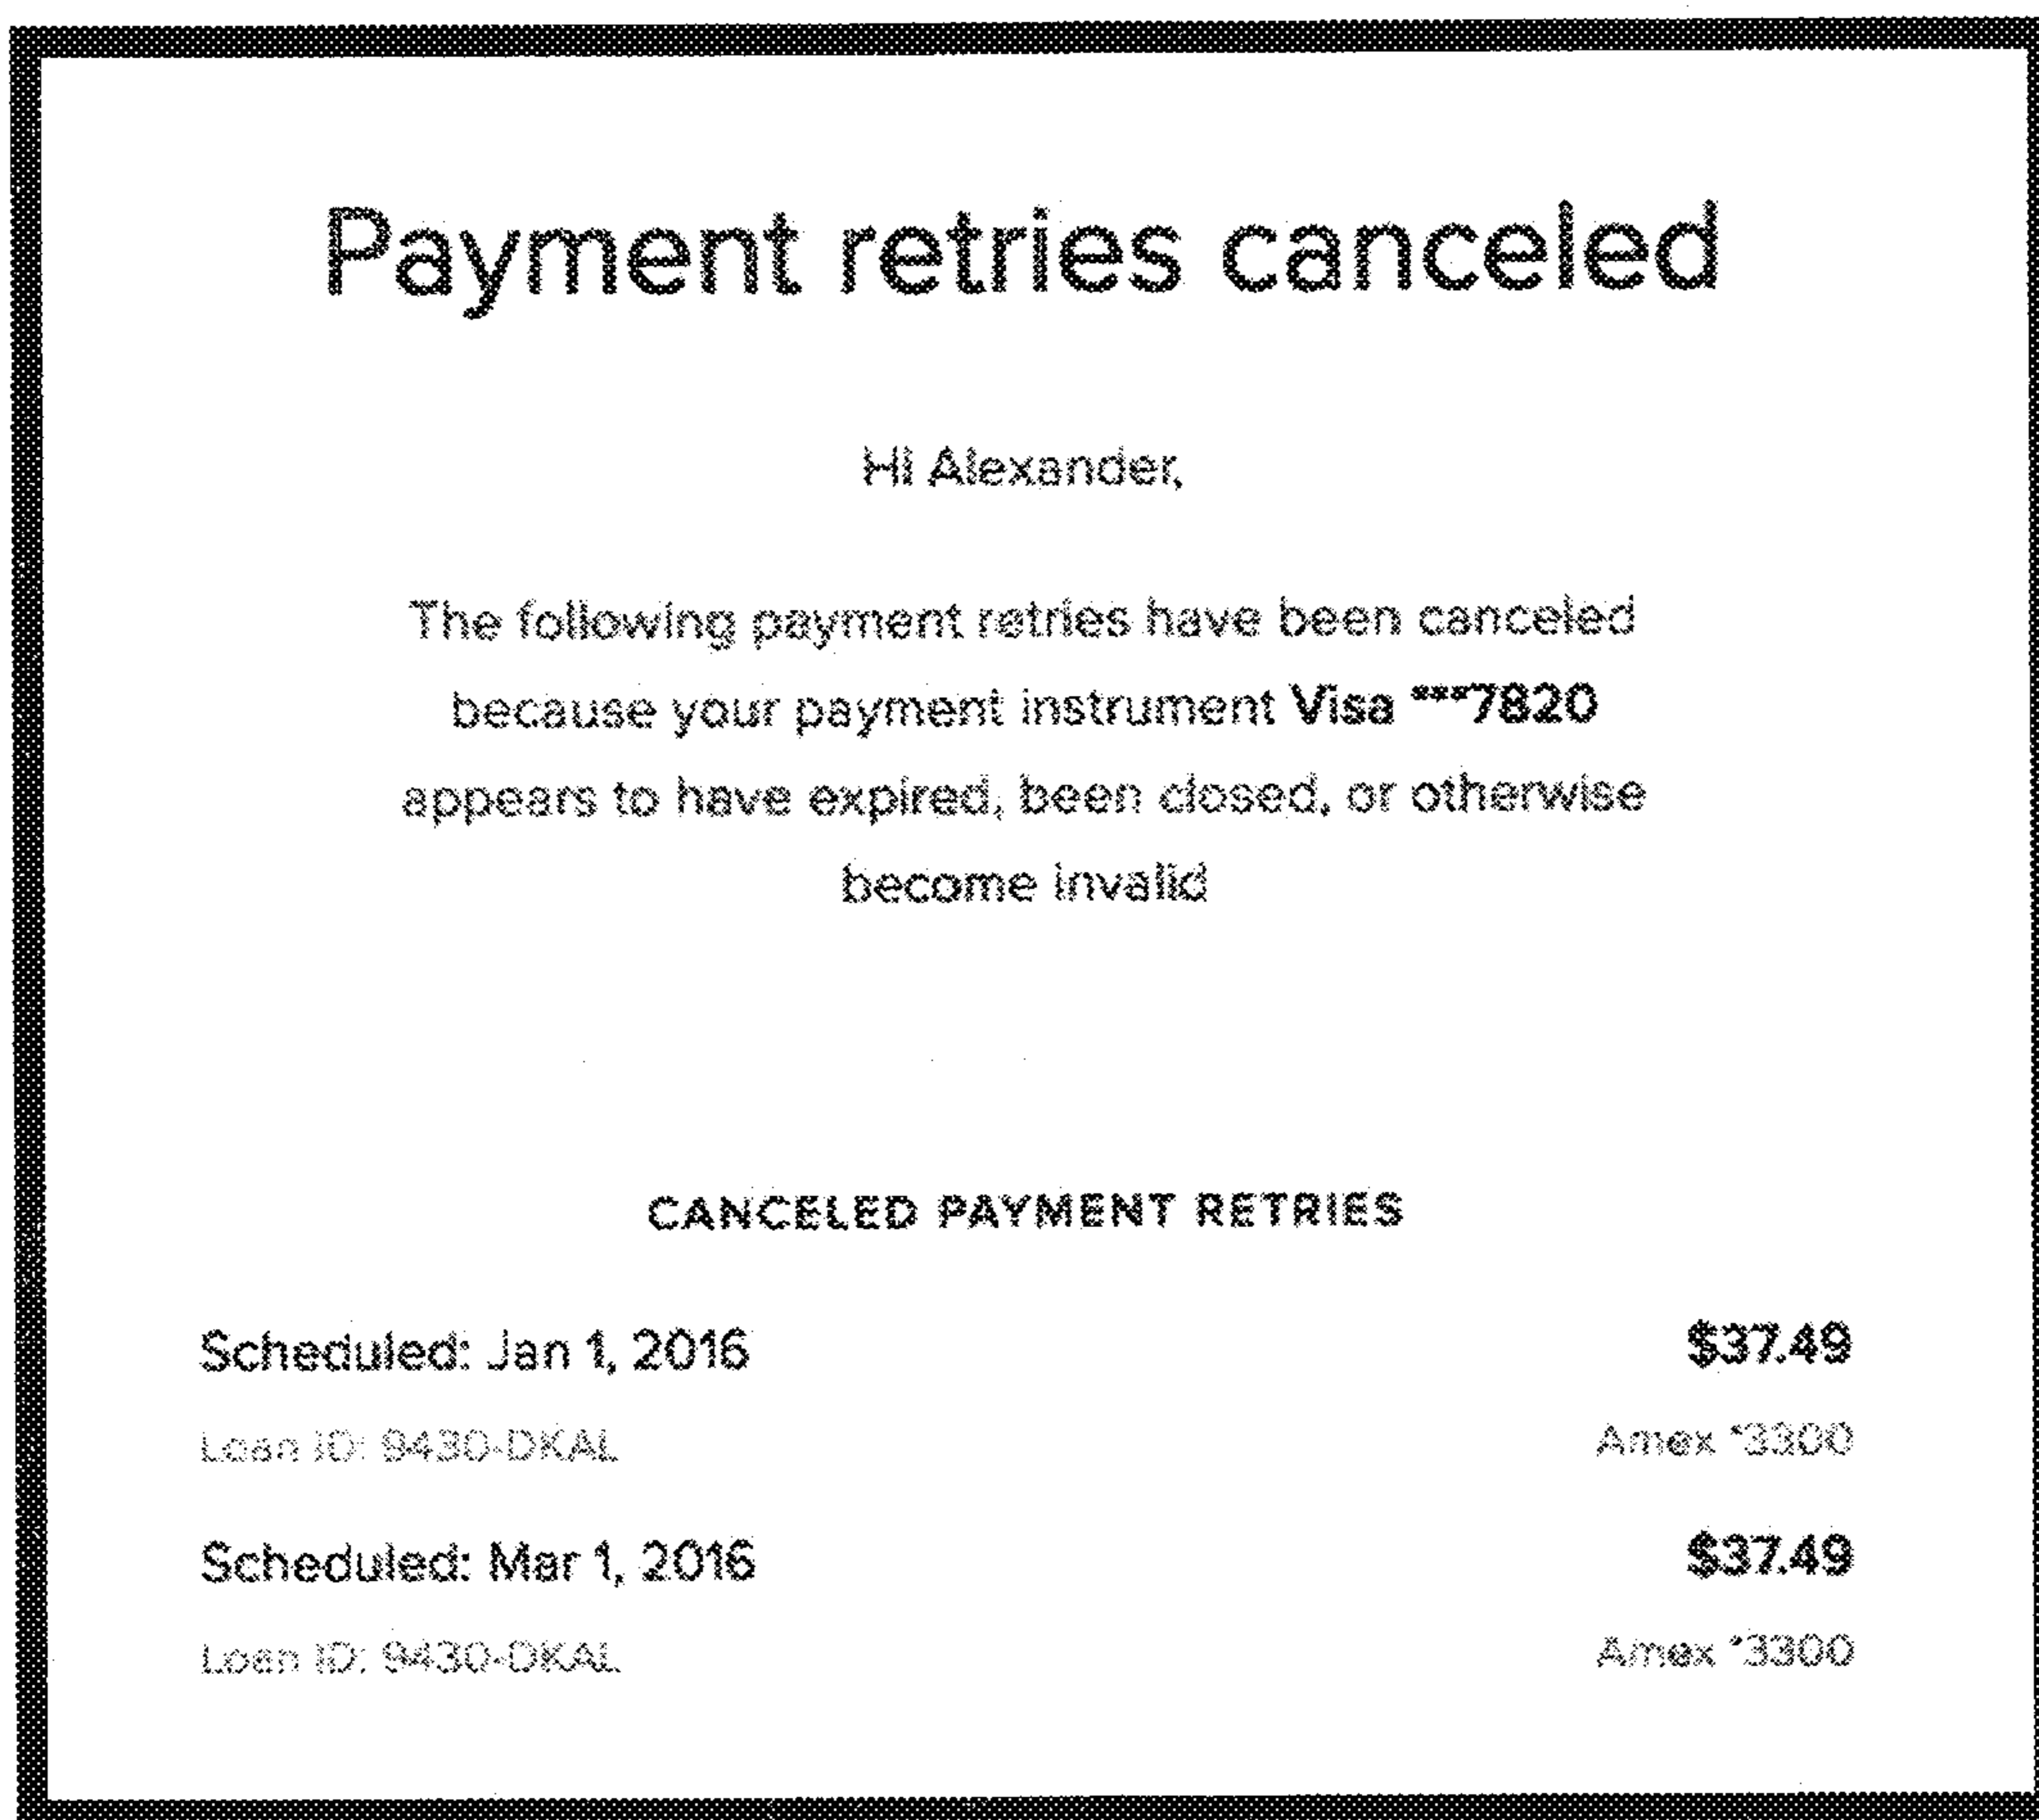 Payment retries canceled
Hi Alexander,
The following payment retries have been canceled
because your payment instrument Visa ***7820
appears to have expired, been closed, or otherwise
become invalid
CANCELED PAYMENT RETRIES
Scheduled: Jan 1, 2016 $37.49
Loan ID: 9430-DKAL Amex *3300
Scheduled: Mar 1, 2016 $37.49
Loan ID: 9430-DKAL Amex *3300